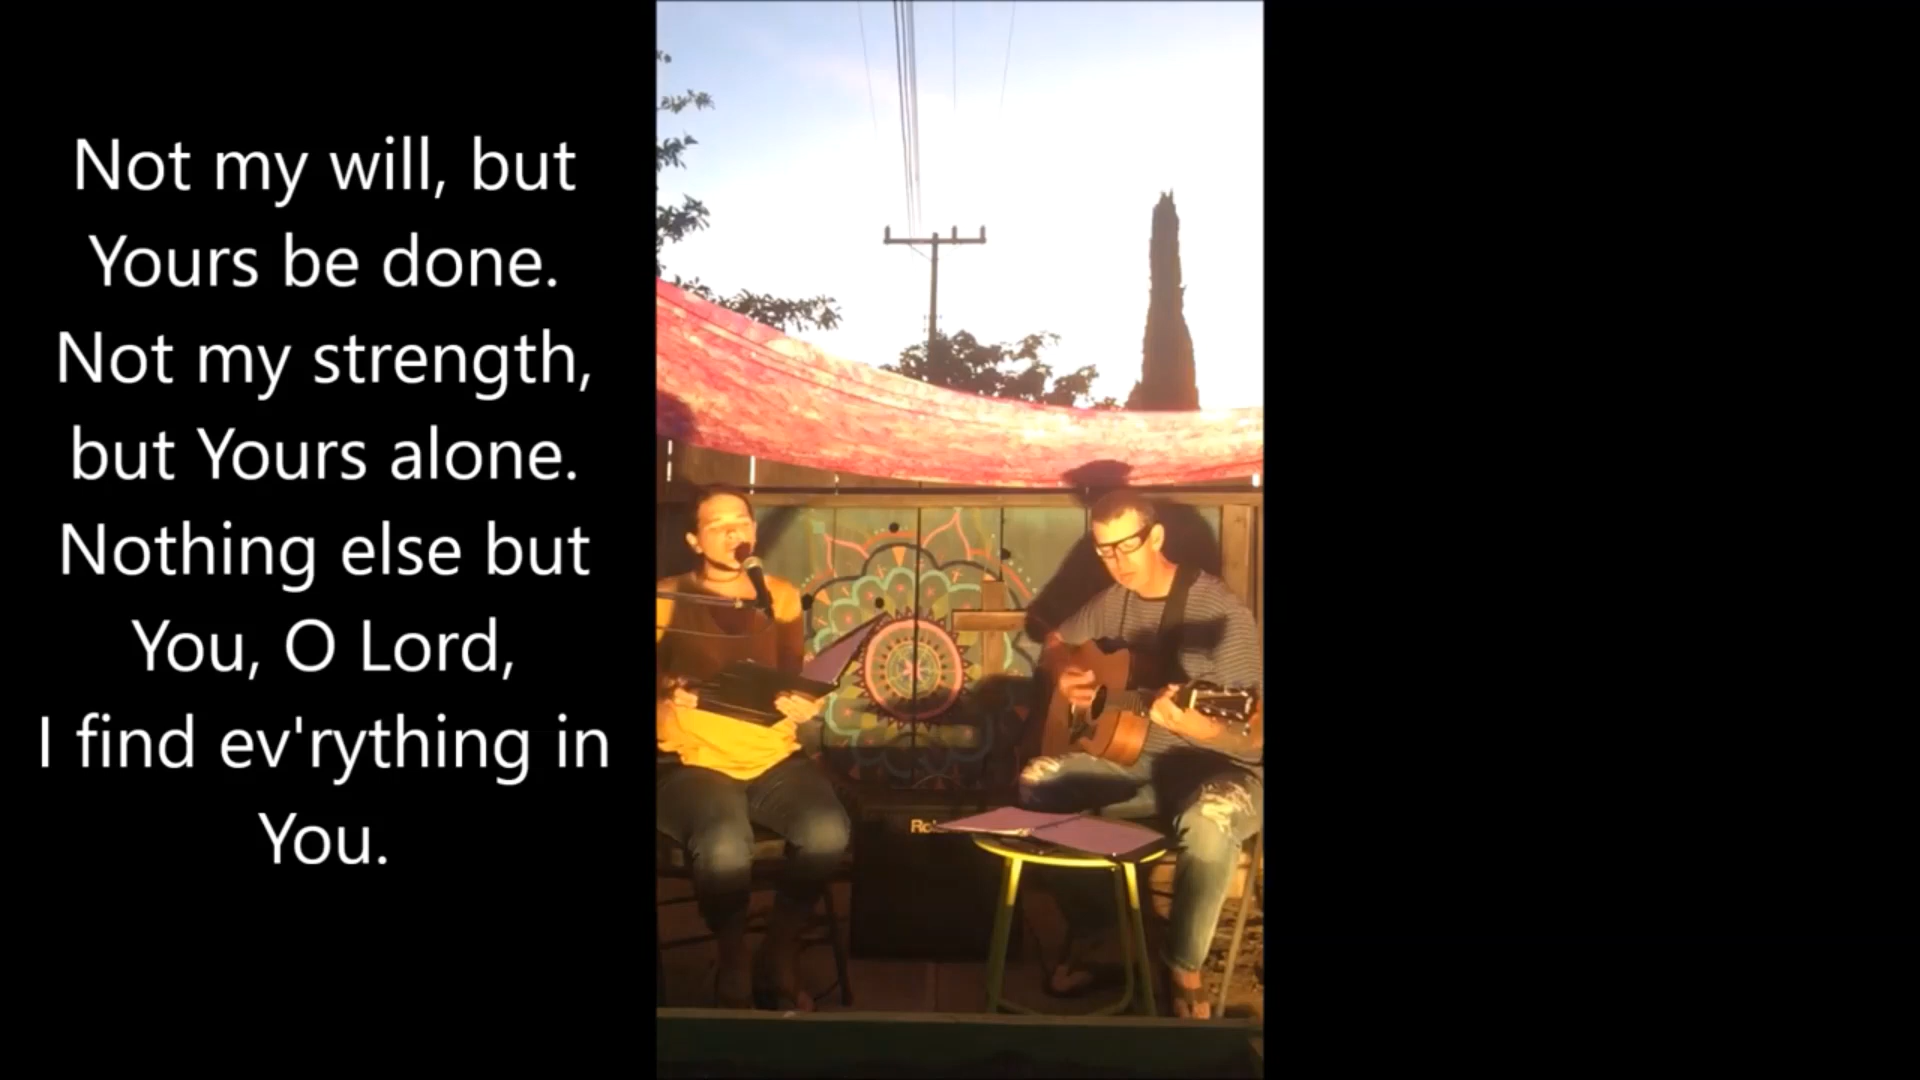 Not my will, but
Yours be done.
Not my strength,
but Yours alone.
Nothing else but
You, O Lord,
I find ev'rything in
You.